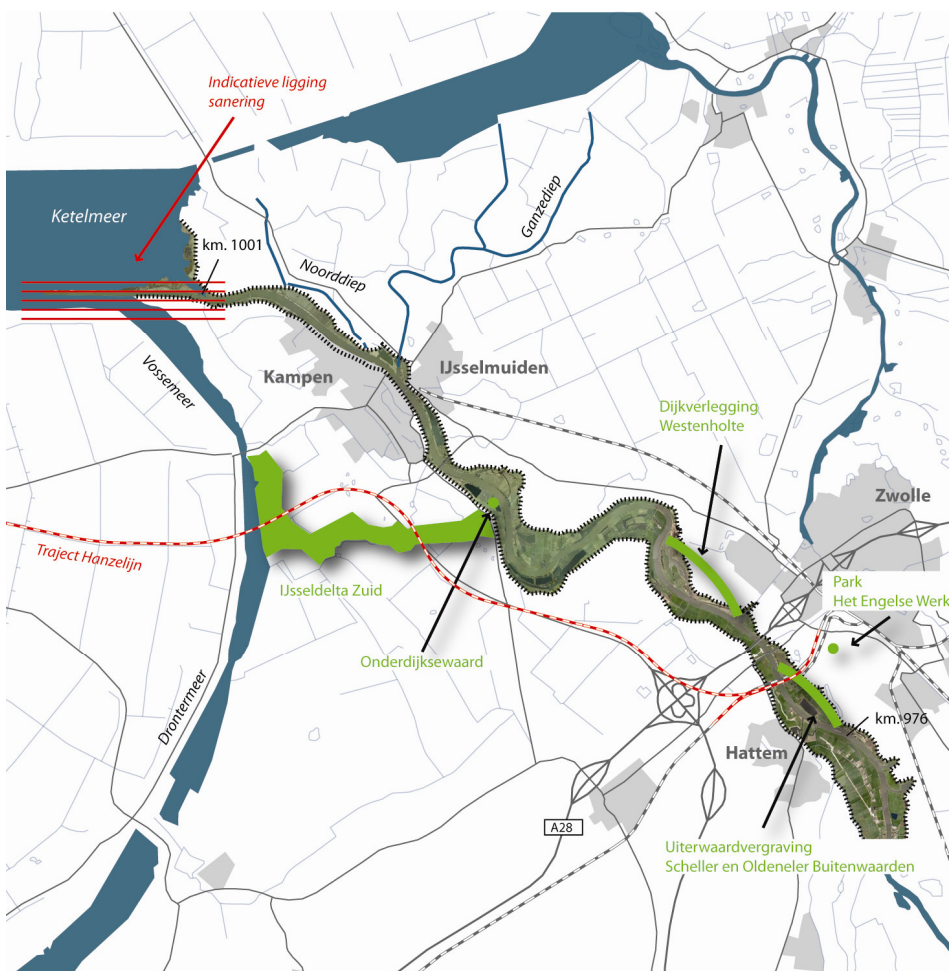 Indicatieve ligging
sanering
Ketelmeer
km. 1001
Noorddiep
Ganzediep
Vossemeer
Kampen
IJsselmuiden
Dijkverlegging
Westenholte
Zwolle
Traject Hanzelijn
IJsseldelta Zuid
Park
Het Engelse Werk
Onderdijksewaard
Drontermeer
km. 976
Hattem
A28
Uiterwaardvergraving
Scheller en Oldeneler Buitenwaarden